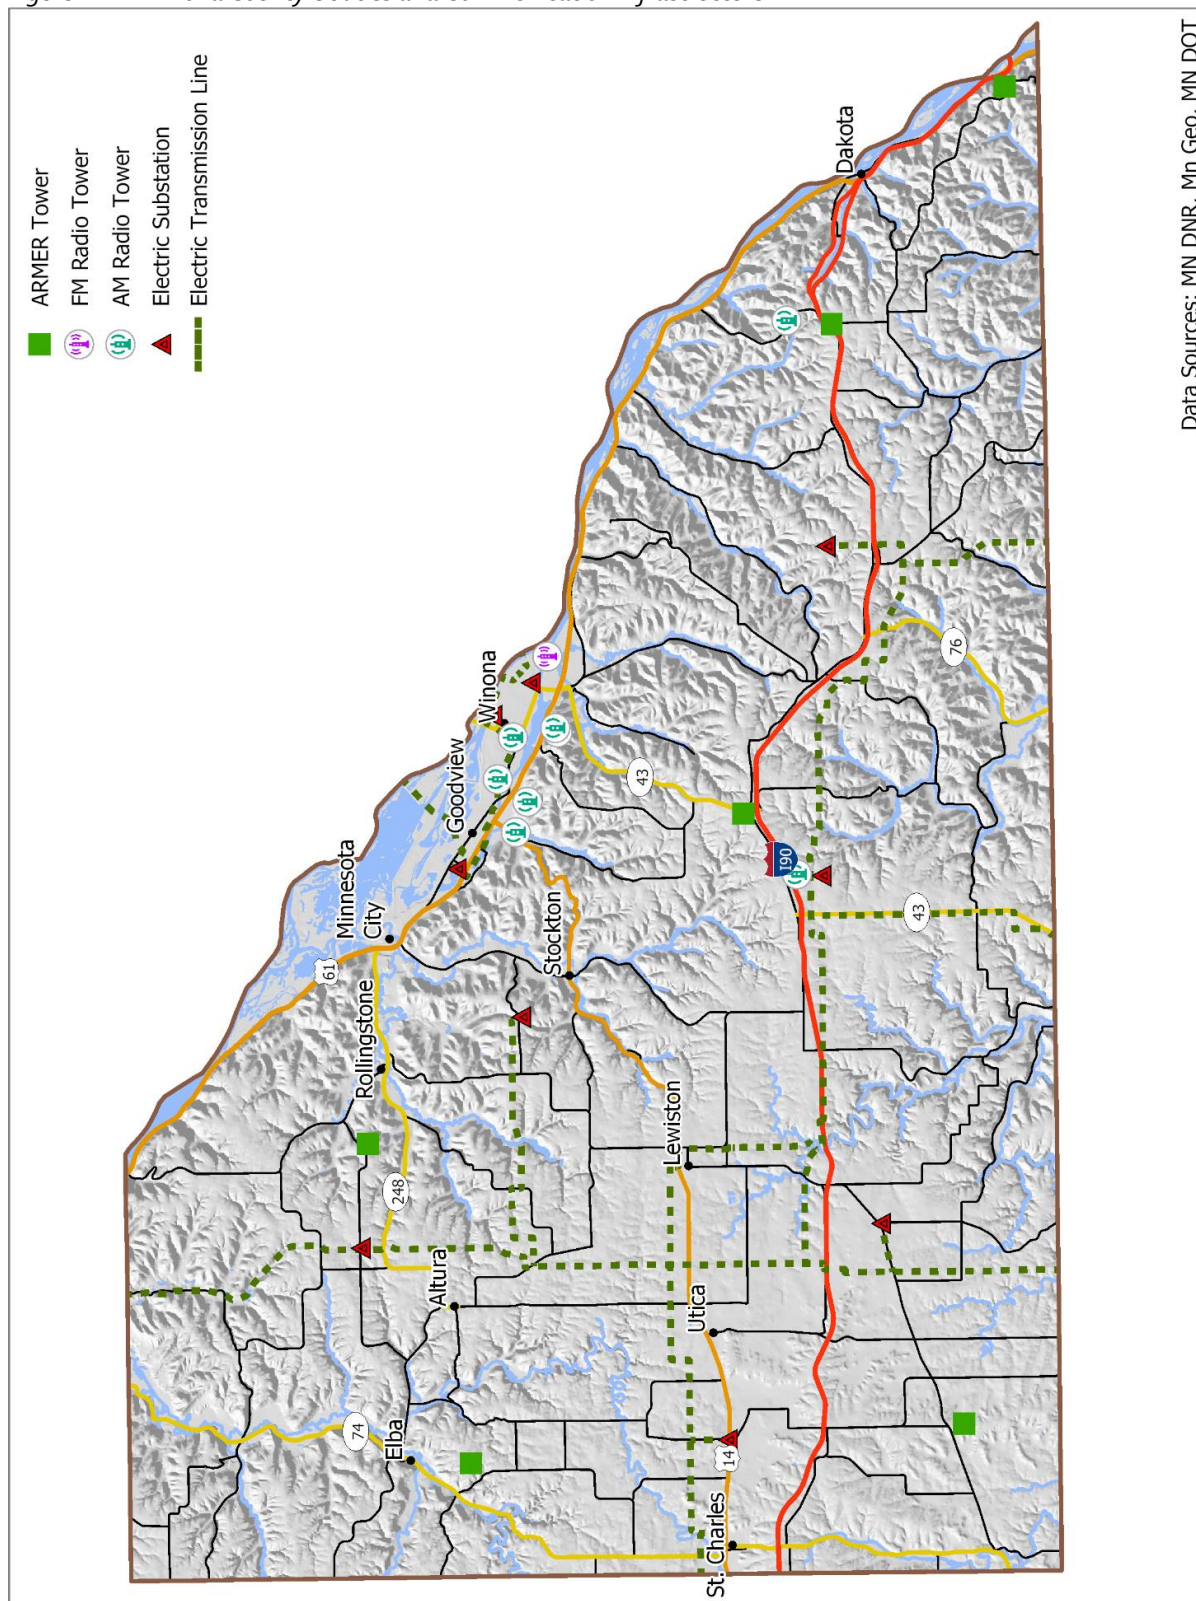 ARMER Tower
FM Radio Tower
AM Radio Tower
Electric Substation
Electric Transmission Line
61
Minnesota
City
Rollingstone
Goodview
Winona
248
Altura
74
Elba
Stockton
Lewiston
Utica
14
St. Charles
43
I90
43
76
Dakota
Data Sources: MN DNR, Mn Geo, MN DOT